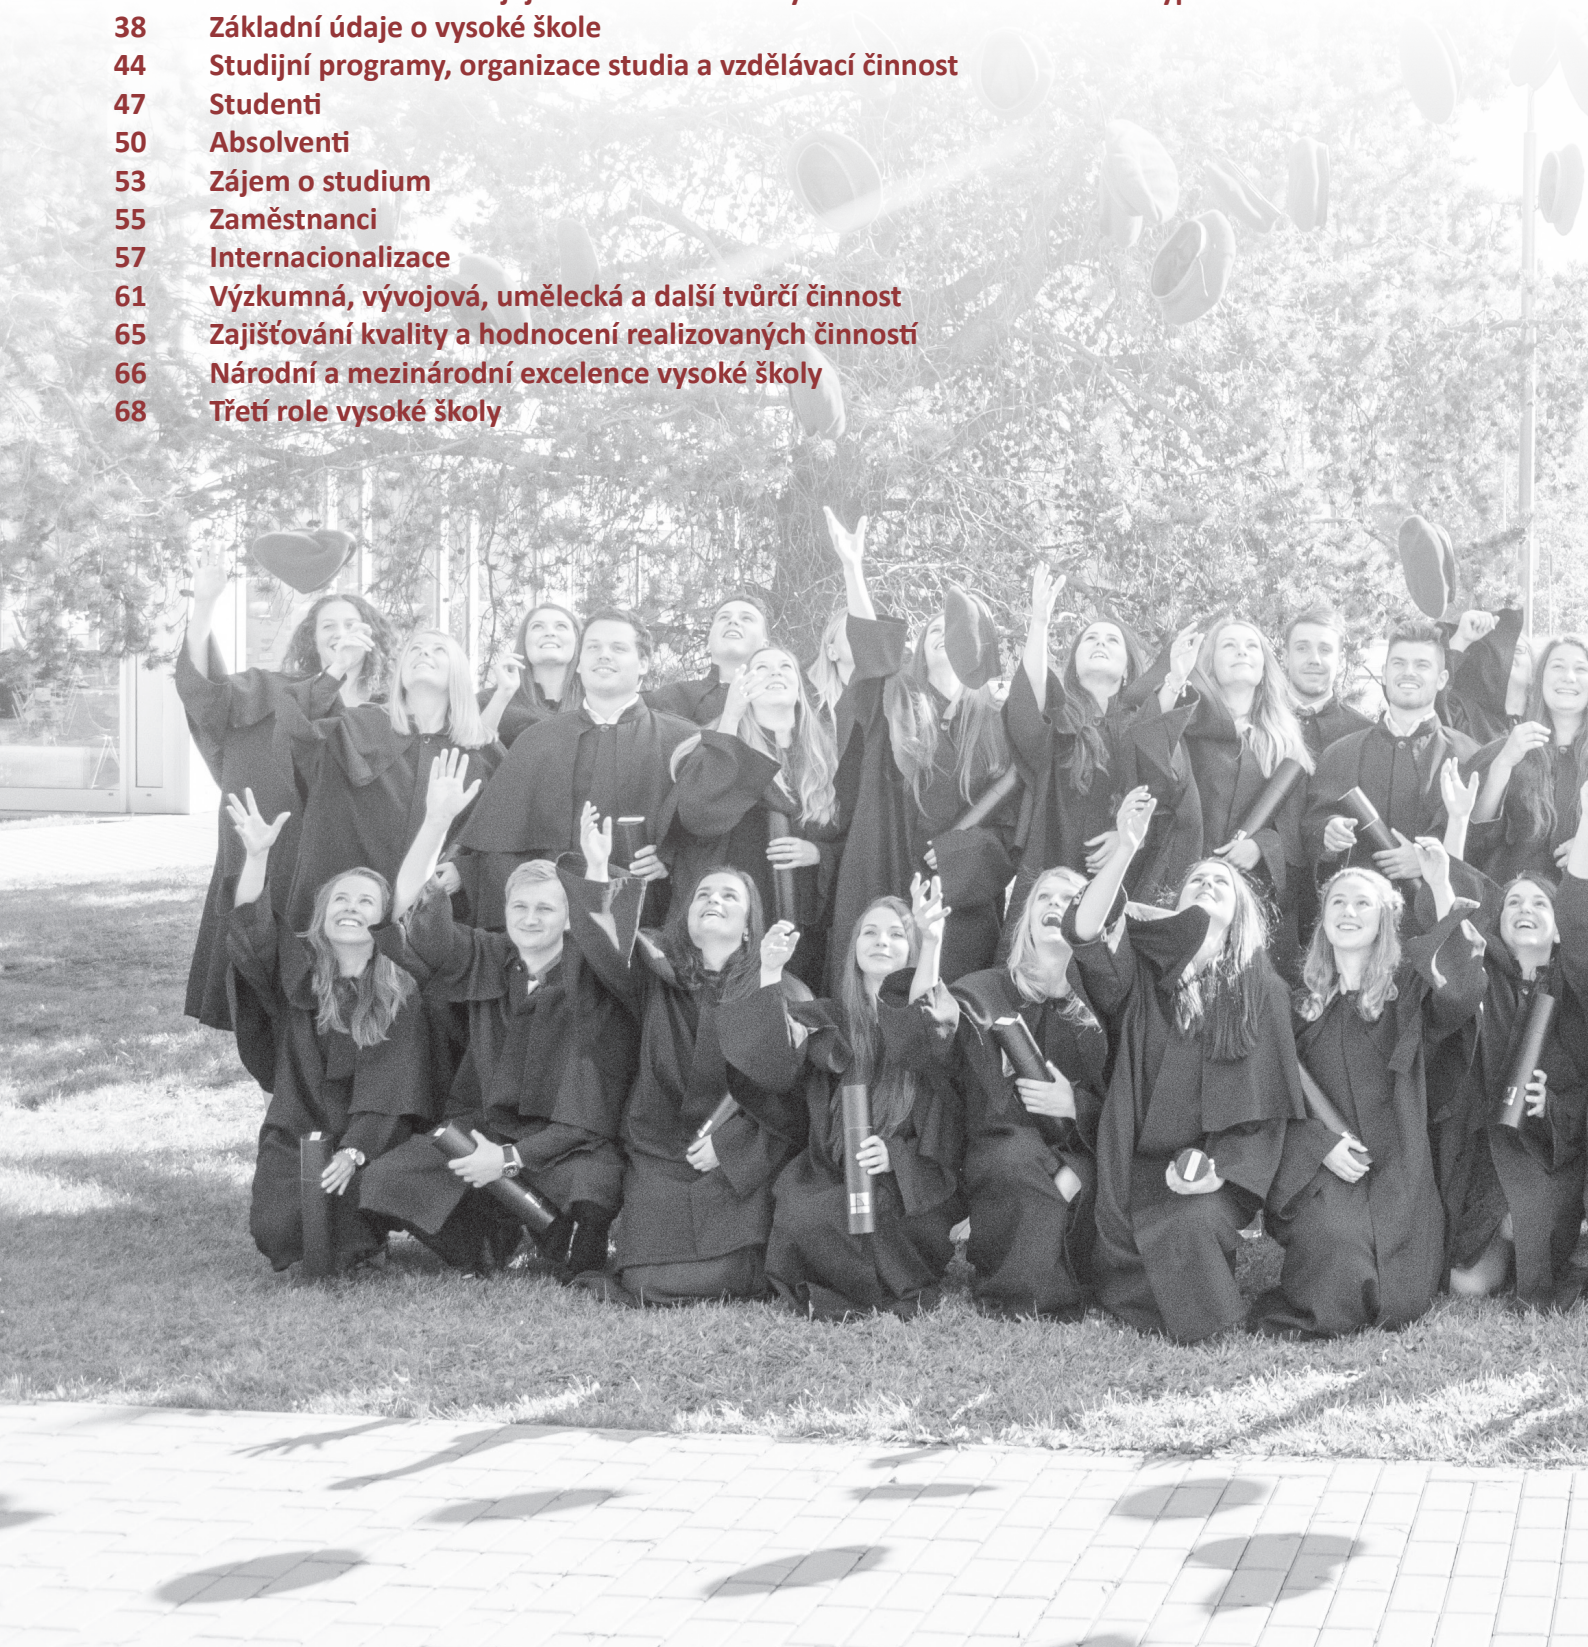 38 Základní údaje o vysoké škole
44 Studijní programy, organizace studia a vzdělávací činnost
47 Studenti
50 Absolventi
53 Zájem o studium
55 Zaměstnanci
57 Internacionalizace
61 Výzkumná, vývojová, umělecká a další tvůrčí činnost
65 Zajišťování kvality a hodnocení realizovaných činností
66 Národní a mezinárodní excelence vysoké školy
68 Třetí role vysoké školy